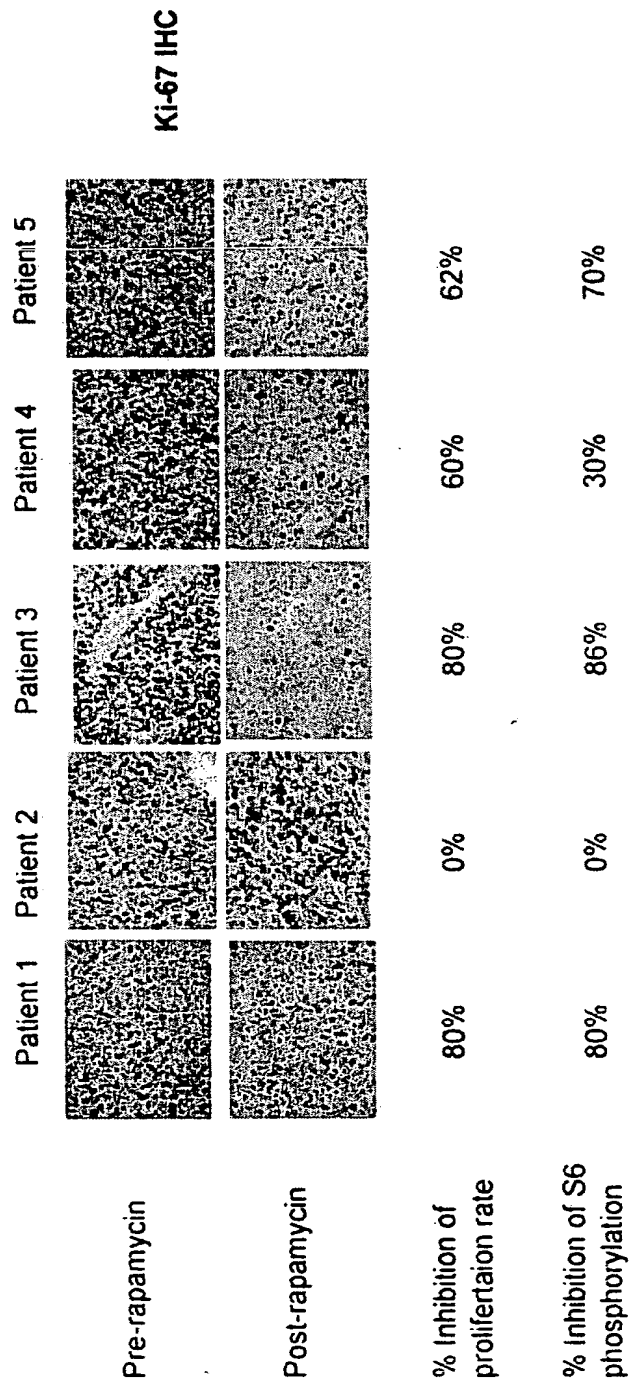 Patient 1 Patient 2 Patient 3 Patient 4 Patient 5
Pre-rapamycin
Ki-67 IHC
Post-rapamycin
% Inhibition of
prolifertaion rate
80% 0% 80% 60% 62%
% Inhibition of S6
phosphorylation
80% 0% 86% 30% 70%